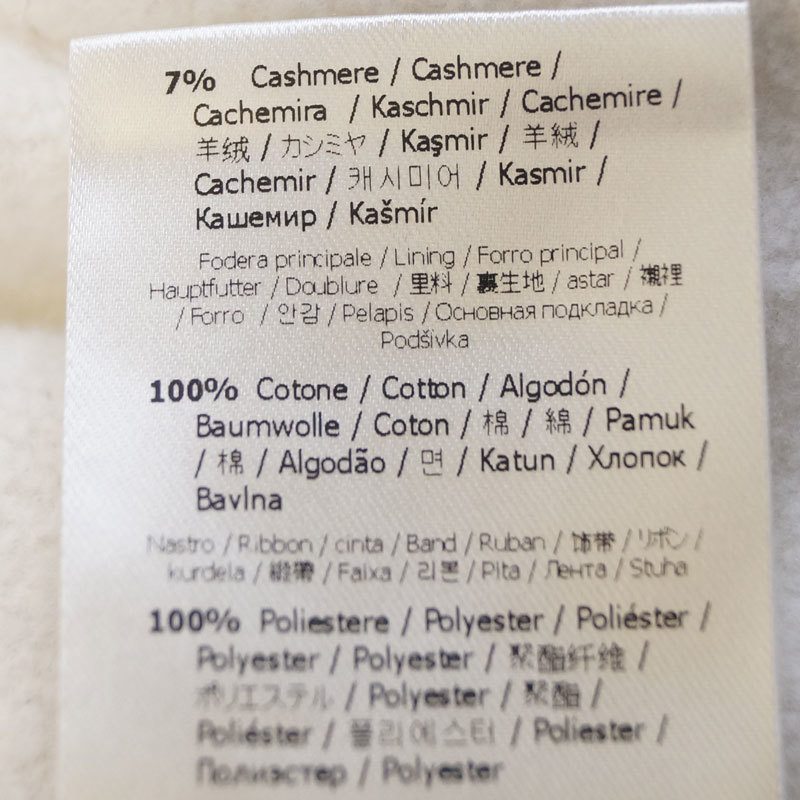 7% Cashmere / Cashmere /
Cachemira / Kaschmir / Cachemire /
羊绒 / カシミヤ / Kaşmir / 羊絨 /
Cachemir / 캐시미어 / Kasmir /
Кашемир / Kašmír
Fodera principale / Lining / Forro principal /
Hauptfutter / Doublure / 里料 / 裏生地 / astar / 襯裡
/ Forro / 안감 / Pelapis / Основная подкладка /
Podšívka
100% Cotone / Cotton / Algodón /
Baumwolle / Coton / 棉 / 綿 / Pamuk
/ 棉 / Algodão / 면 / Katun / Хлопок /
Bavlna
Nastro / Ribbon / cinta / Band / Ruban / 饰带 / リボン /
kurdela / 緞帶 / Faixa / 리본 / Pita / Лента / Stuha
100% Poliestere / Polyester / Poliéster /
Polyester / Polyester / 聚酯纤维 /
ポリエステル / Polyester / 聚酯 /
Poliéster / 폴리에스터 / Poliester /
Полиэстер / Polyester